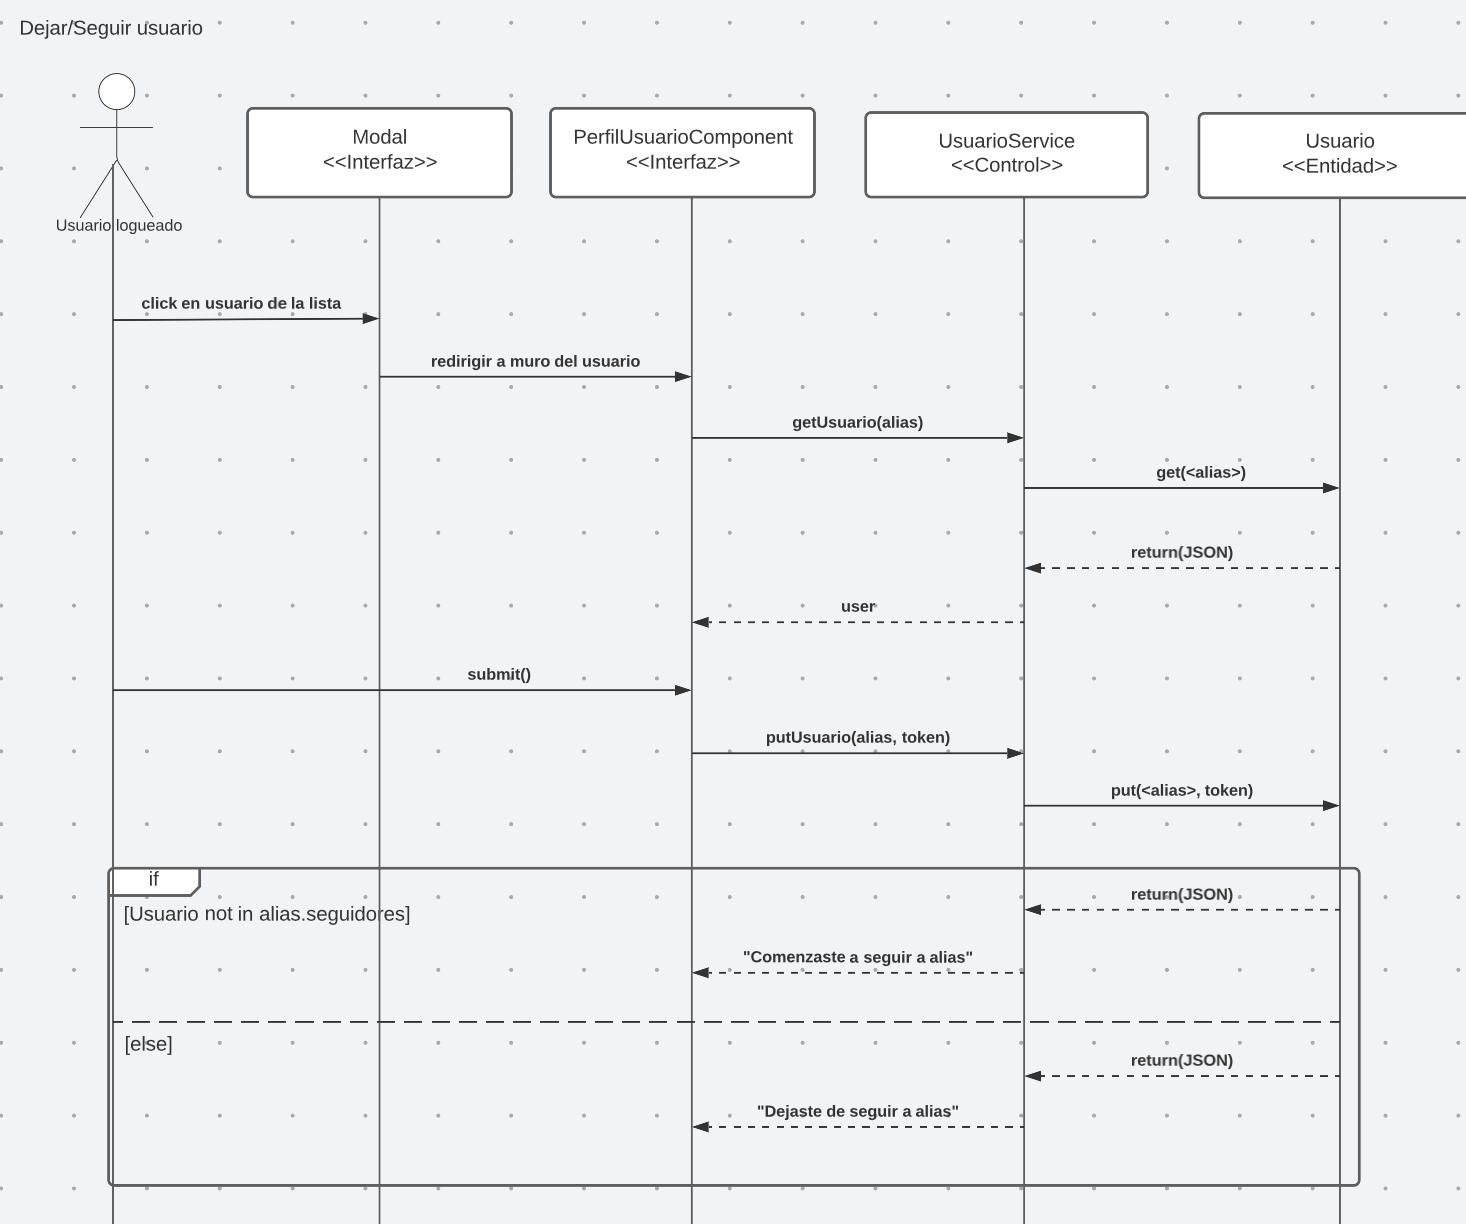 Dejar/Seguir usuario
Usuario logueado
Modal
<<Interfaz>>
PerfilUsuarioComponent
<<Interfaz>>
UsuarioService
<<Control>>
Usuario
<<Entidad>>
click en usuario de la lista
redirigir a muro del usuario
getUsuario(alias)
get(<alias>)
return(JSON)
user
submit()
putUsuario(alias, token)
put(<alias>, token)
if
[Usuario not in alias.seguidores]
return(JSON)
"Comenzaste a seguir a alias"
[else]
return(JSON)
"Dejaste de seguir a alias"